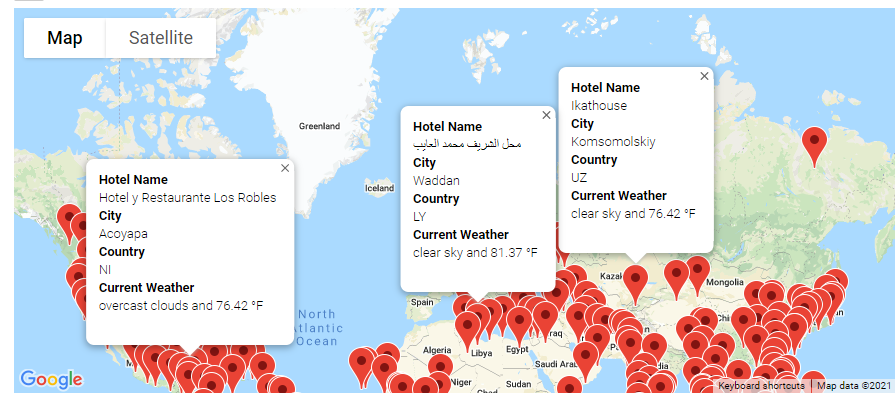 Map
Satellite
Greenland
Iceland
Hotel Name
Hotel y Restaurante Los Robles
City
Acoyapa
Country
NI
Current Weather
overcast clouds and 76.42 °F
Hotel Name
محل الشريف محمد العايب
City
Waddan
Country
LY
Current Weather
clear sky and 81.37 °F
Hotel Name
Ikathouse
City
Komsomolskiy
Country
UZ
Current Weather
clear sky and 76.42 °F
North
Atlantic
Ocean
Spain
Mongolia
Algeria
Libya
Egypt
Saudi
Niger
Sudan
Google
Keyboard shortcuts
Map data ©2021